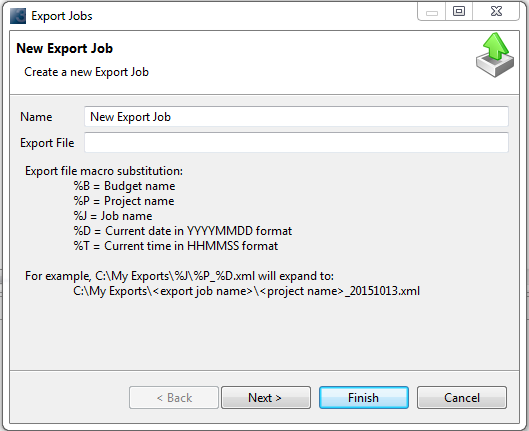 Export Jobs
New Export Job
Create a new Export Job
Name New Export Job
Export File
Export file macro substitution:
%B = Budget name
%P = Project name
%J = Job name
%D = Current date in YYYYMMDD format
%T = Current time in HHMMSS format
For example, C:\My Exports\%J\%P_%D.xml will expand to:
C:\My Exports\<export job name>\<project name>_20151013.xml
< Back Next > Finish Cancel